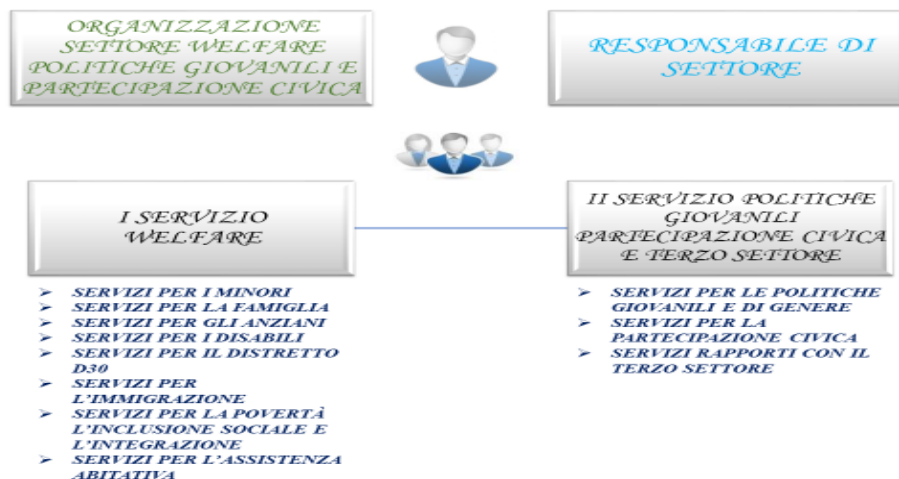 ORGANIZZAZIONE
SETTORE WELFARE
POLITICHE GIOVANILI E
PARTECIPAZIONE CIVICA
RESPONSABILE DI
SETTORE
I SERVIZIO
WELFARE
II SERVIZIO POLITICHE
GIOVANILI
PARTECIPAZIONE CIVICA
E TERZO SETTORE
➢ SERVIZI PER I MINORI
➢ SERVIZI PER LA FAMIGLIA
➢ SERVIZI PER GLI ANZIANI
➢ SERVIZI PER I DISABILI
➢ SERVIZI PER IL DISTRETTO
D30
➢ SERVIZI PER
L'IMMIGRAZIONE
➢ SERVIZI PER LA POVERTÀ
L'INCLUSIONE SOCIALE E
L'INTEGRAZIONE
➢ SERVIZI PER L'ASSISTENZA
ABITATIVA
➢ SERVIZI PER LE POLITICHE
GIOVANILI E DI GENERE
➢ SERVIZI PER LA
PARTECIPAZIONE CIVICA
➢ SERVIZI RAPPORTI CON IL
TERZO SETTORE